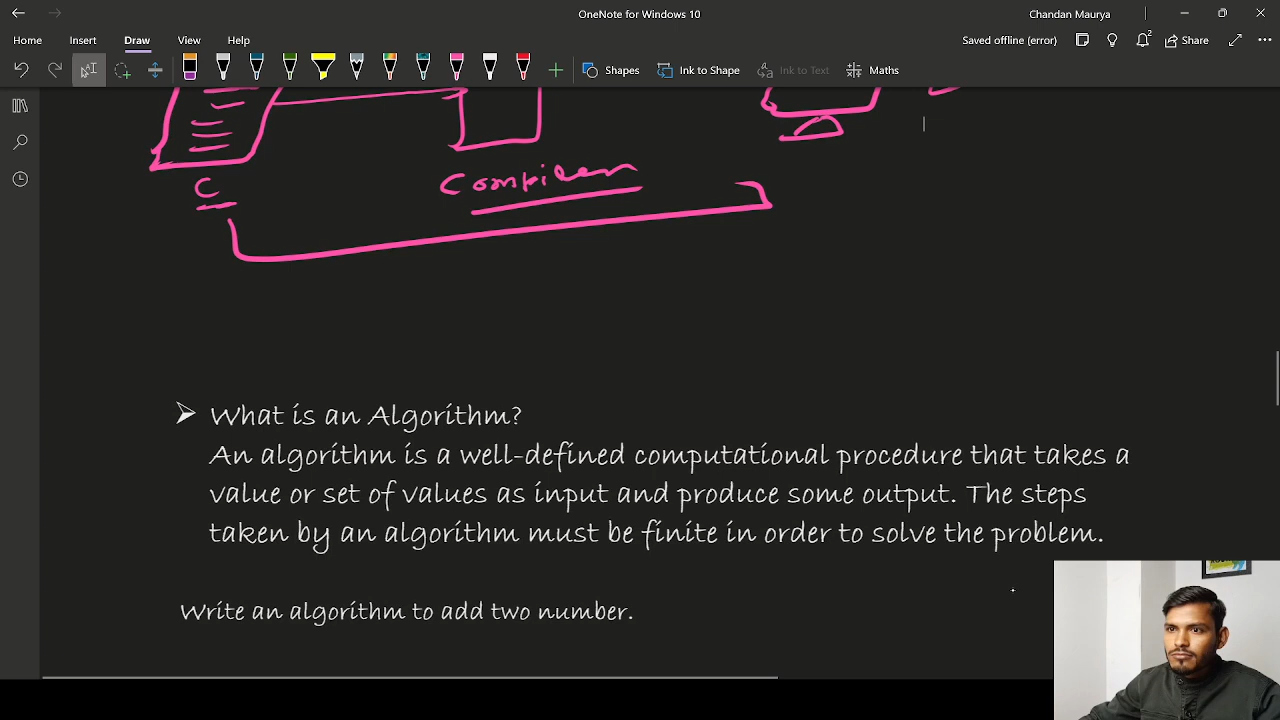 OneNote for Windows 10
Chandan Maurya
Home Insert Draw View Help
Saved offline (error)
Share
Shapes
Ink to Shape
Ink to Text
Maths
C
Compiler
➤ What is an Algorithm?
An algorithm is a well-defined computational procedure that takes a
value or set of values as input and produce some output. The steps
taken by an algorithm must be finite in order to solve the problem.
Write an algorithm to add two number.